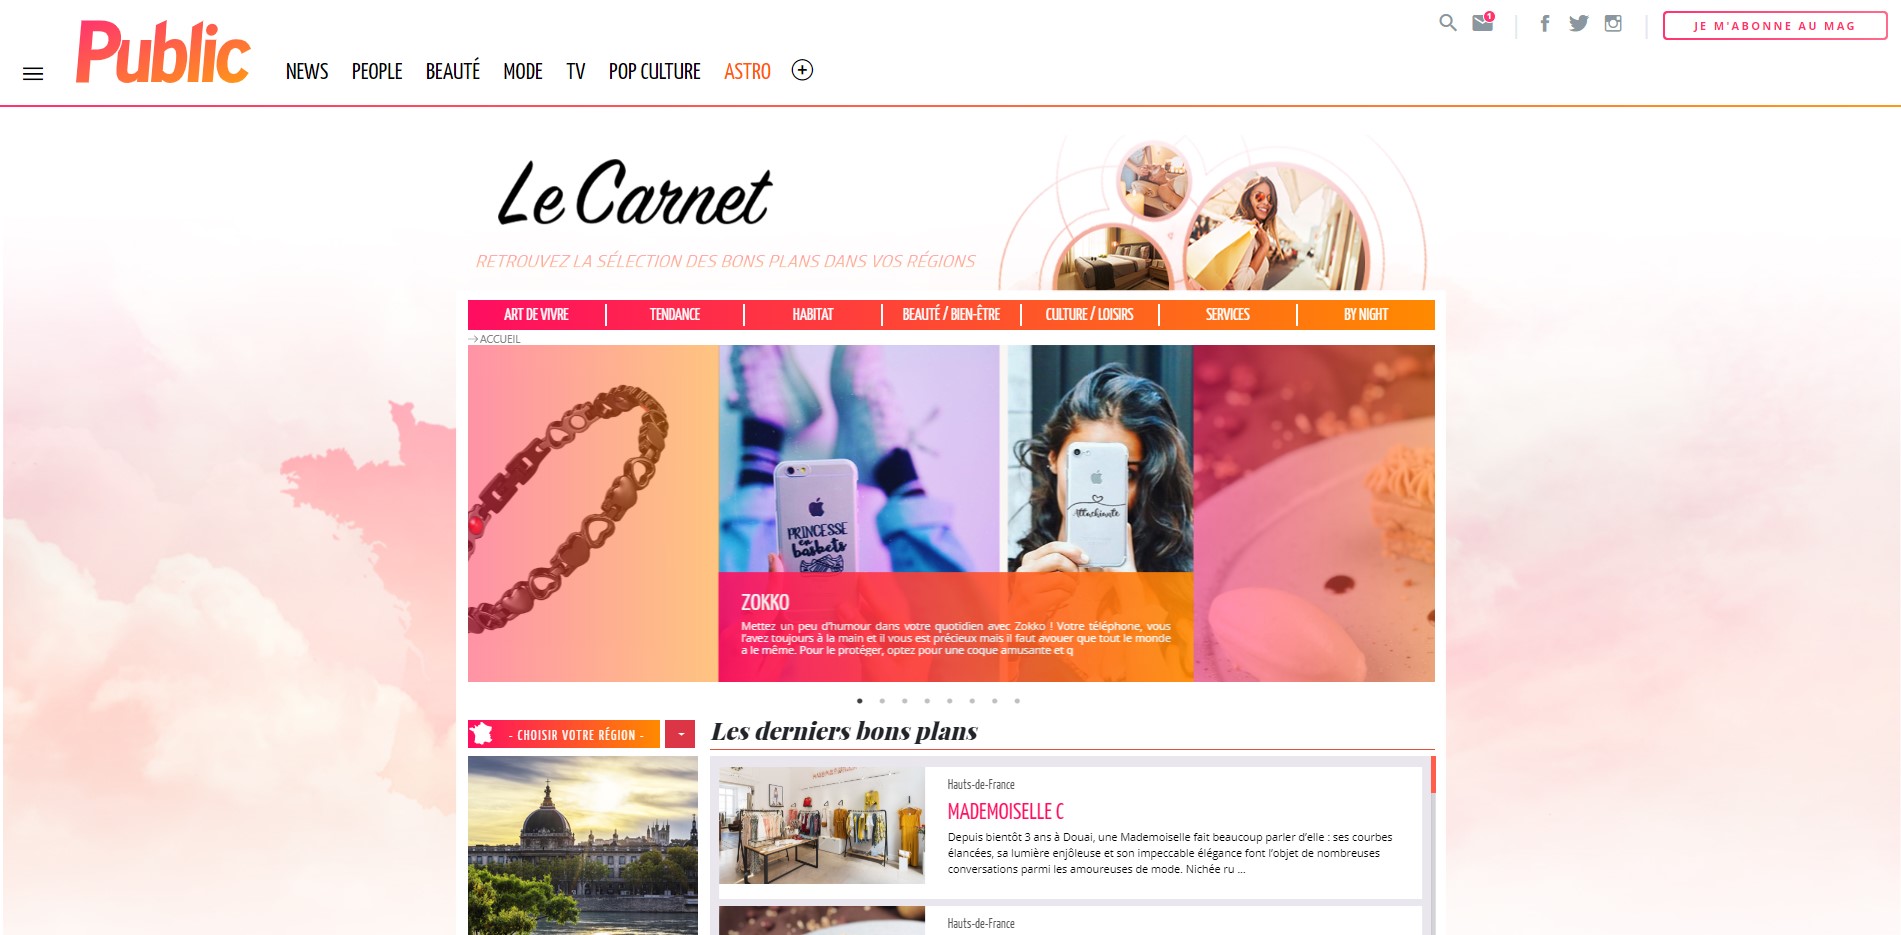 Public
NEWS PEOPLE BEAUTÉ MODE TV POP CULTURE ASTRO
1
JE M'ABONNE AU MAG
Le Carnet
RETROUVEZ LA SÉLECTION DES BONS PLANS DANS VOS RÉGIONS
ART DE VIVRE TENDANCE HABITAT BEAUTÉ / BIEN-ÊTRE CULTURE / LOISIRS SERVICES BY NIGHT
ACCUEIL
PRINCESSE
en
baskets
Attachiante
ZOKKO
Mettez un peu d'humour dans votre quotidien avec Zokko ! Votre téléphone, vous
l'avez toujours à la main et il vous est précieux mais il faut avouer que tout le monde
a le même. Pour le protéger, optez pour une coque amusante et q
- CHOISIR VOTRE RÉGION -
Les derniers bons plans
Hauts-de-France
MADEMOISELLE C
Depuis bientôt 3 ans à Douai, une Mademoiselle fait beaucoup parler d'elle : ses courbes
élancées, sa lumière enjôleuse et son impeccable élégance font l'objet de nombreuses
conversations parmi les amoureuses de mode. Nichée ru ...
Hauts-de-France